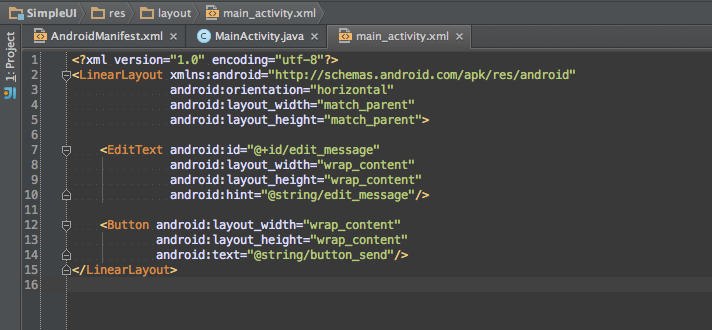 SimpleUI res layout main_activity.xml
AndroidManifest.xml MainActivity.java main_activity.xml
1: Project
1 <?xml version="1.0" encoding="utf-8"?>
2 <LinearLayout xmlns:android="http://schemas.android.com/apk/res/android"
3 android:orientation="horizontal"
4 android:layout_width="match_parent"
5 android:layout_height="match_parent">
6
7 <EditText android:id="@+id/edit_message"
8 android:layout_width="wrap_content"
9 android:layout_height="wrap_content"
10 android:hint="@string/edit_message"/>
11
12 <Button android:layout_width="wrap_content"
13 android:layout_height="wrap_content"
14 android:text="@string/button_send"/>
15 </LinearLayout>
16